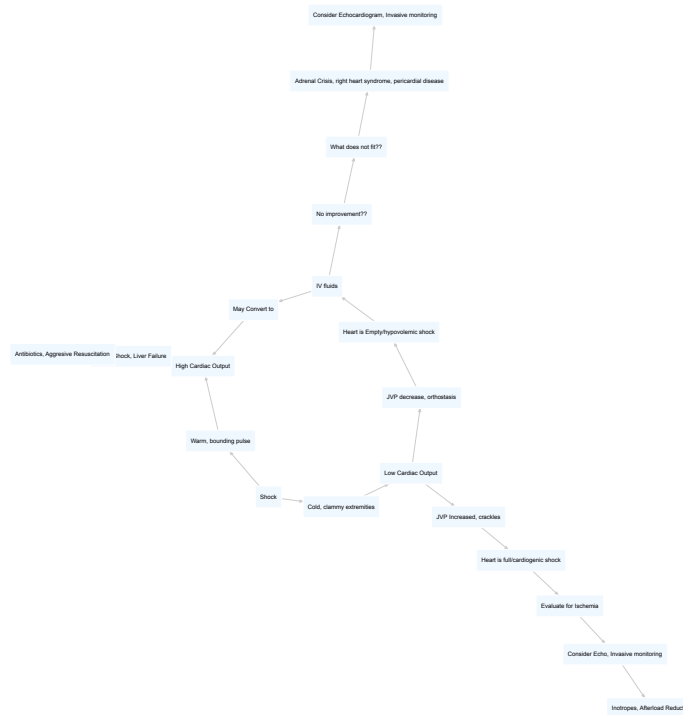 Consider Echocardiogram, Invasive monitoring
Adrenal Crisis, right heart syndrome, pericardial disease
What does not fit??
No improvement??
IV fluids
May Convert to
Heart is Empty/hypovolemic shock
Antibiotics, Aggresive Resuscitation
hock, Liver Failure
High Cardiac Output
JVP decrease, orthostasis
Warm, bounding pulse
Low Cardiac Output
Shock
Cold, clammy extremities
JVP Increased, crackles
Heart is full/cardiogenic shock
Evaluate for Ischemia
Consider Echo, Invasive monitoring
Inotropes, Afterload Reduct